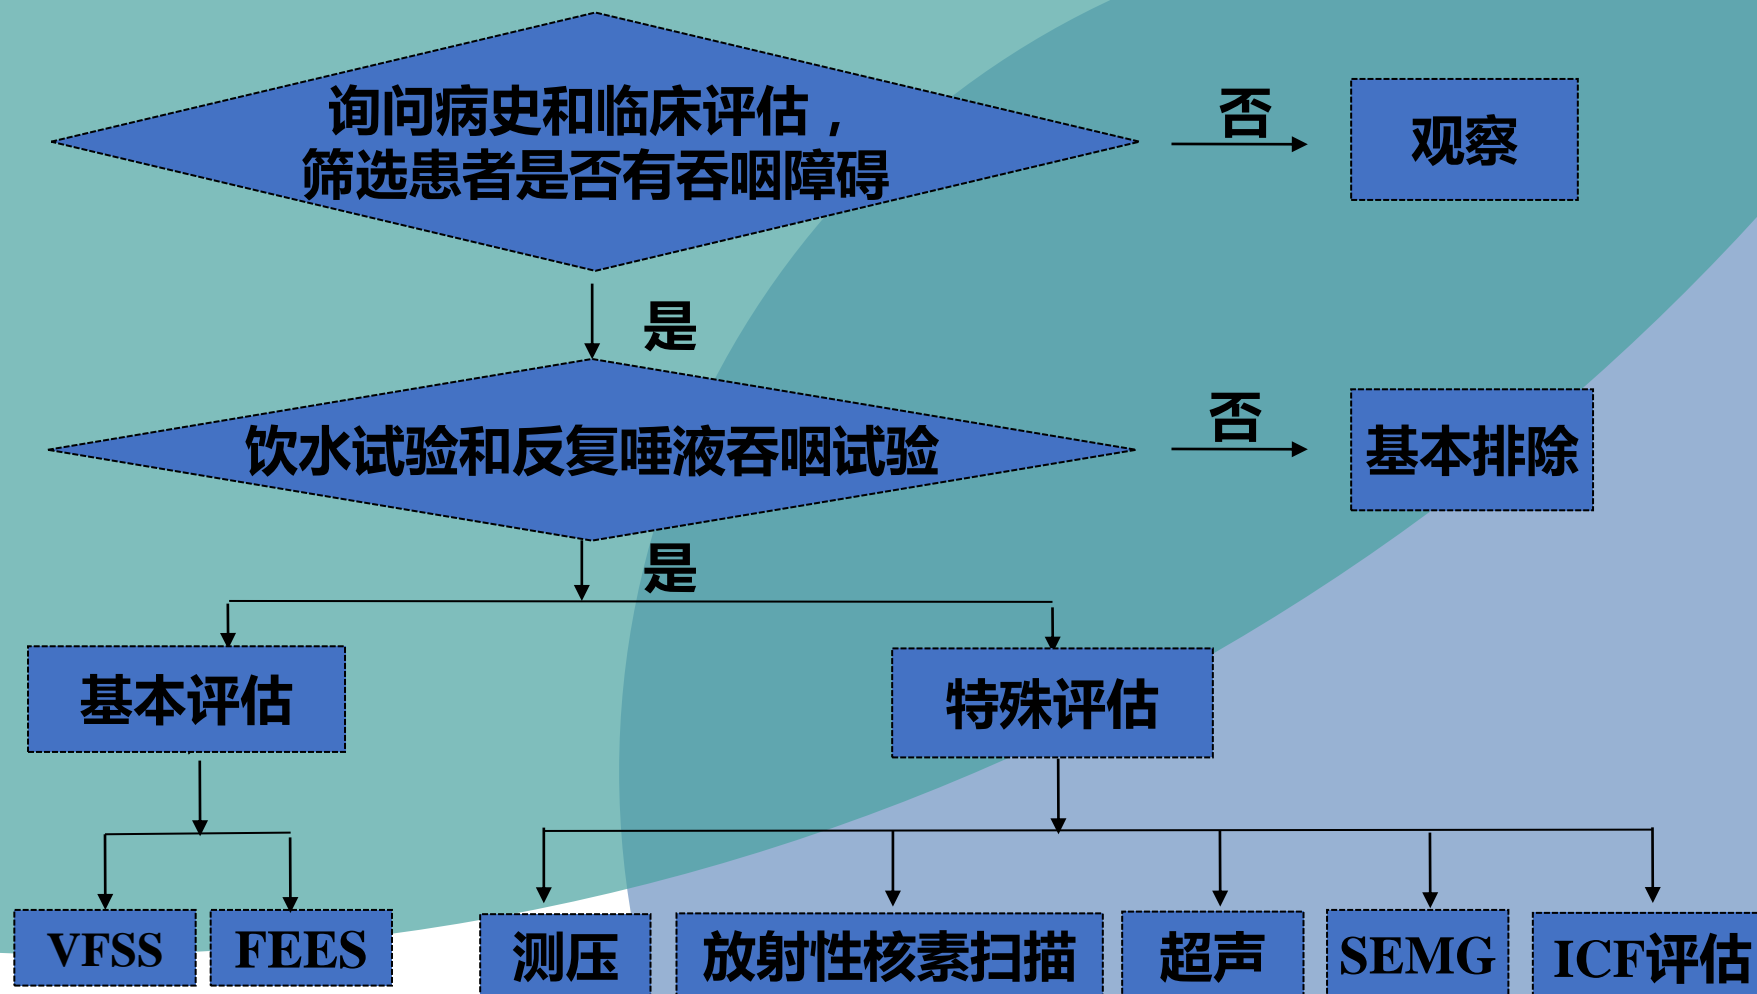 询问病史和临床评估，
筛选患者是否有吞咽障碍
否
观察
是
饮水试验和反复唾液吞咽试验
否
基本排除
是
基本评估
特殊评估
VFSS
FEES
测压
放射性核素扫描
超声
SEMG
ICF评估